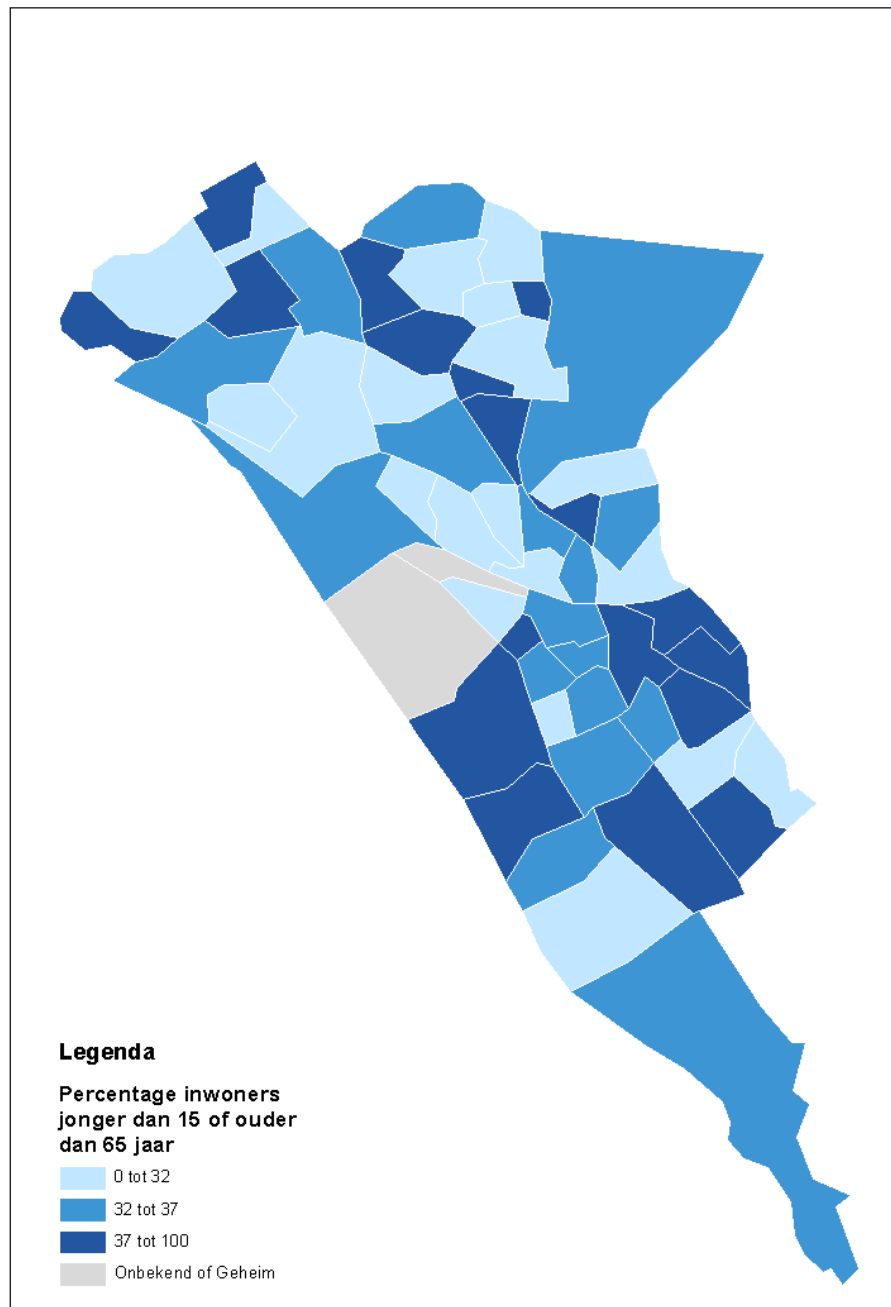 Legenda
Percentage inwoners
jonger dan 15 of ouder
dan 65 jaar
0 tot 32
32 tot 37
37 tot 100
Onbekend of Geheim